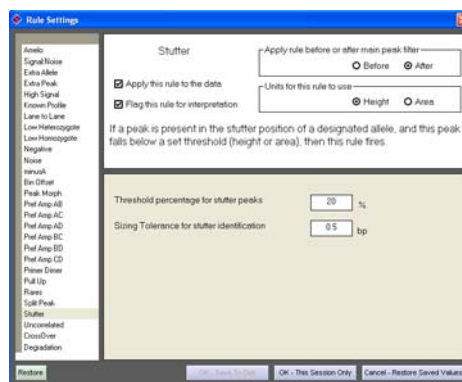 Rule Settings
Amelo
Signal:Noise
Extra Allele
Extra Peak
High Signal
Known Profile
Lane to Lane
Low Heterozygote
Low Homozygote
Negative
Noise
minusA
Bin Offset
Peak Morph
Pref Amp AB
Pref Amp AC
Pref Amp AD
Pref Amp BC
Pref Amp BD
Pref Amp CD
Primer Dimer
Pull Up
Rares
Split Peak
Stutter
Uncorrelated
CrossOver
Degradation
Stutter
Apply this rule to the data
Flag this rule for interpretation
Apply rule before or after main peak filter
Before After
Units for this rule to use
Height Area
If a peak is present in the stutter position of a designated allele, and this peak
falls below a set threshold (height or area), then this rule fires.
Threshold percentage for stutter peaks 20 %
Sizing Tolerance for stutter identification 0.5 bp
Restore
OK - Save To Disk
OK - This Session Only
Cancel - Restore Saved Values